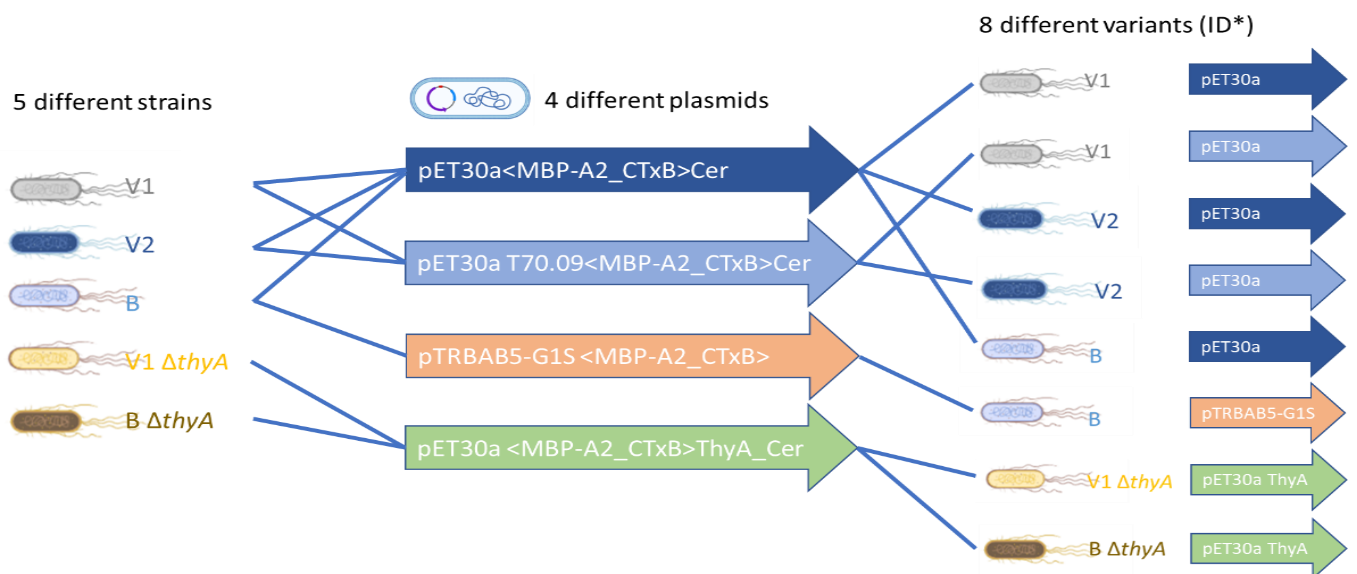 8 different variants (ID*)
5 different strains
4 different plasmids
V1
V2
B
V1 ΔthyA
B ΔthyA
pET30a<MBP-A2_CTxB>Cer
pET30a T70.09<MBP-A2_CTxB>Cer
pTRBAB5-G1S <MBP-A2_CTxB>
pET30a <MBP-A2_CTxB>ThyA_Cer
V1 pET30a
V1 pET30a
V2 pET30a
V2 pET30a
B pET30a
B pTRBAB5-G1S
V1 ΔthyA pET30a ThyA
B ΔthyA pET30a ThyA